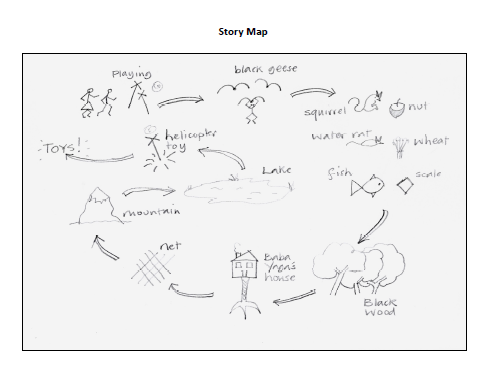 Story Map
Playing
black geese
squirrel
nut
water rat
wheat
fish
scale
Black
wood
Baba
Yaga's
house
net
mountain
Lake
helicopter
toy
Toys!